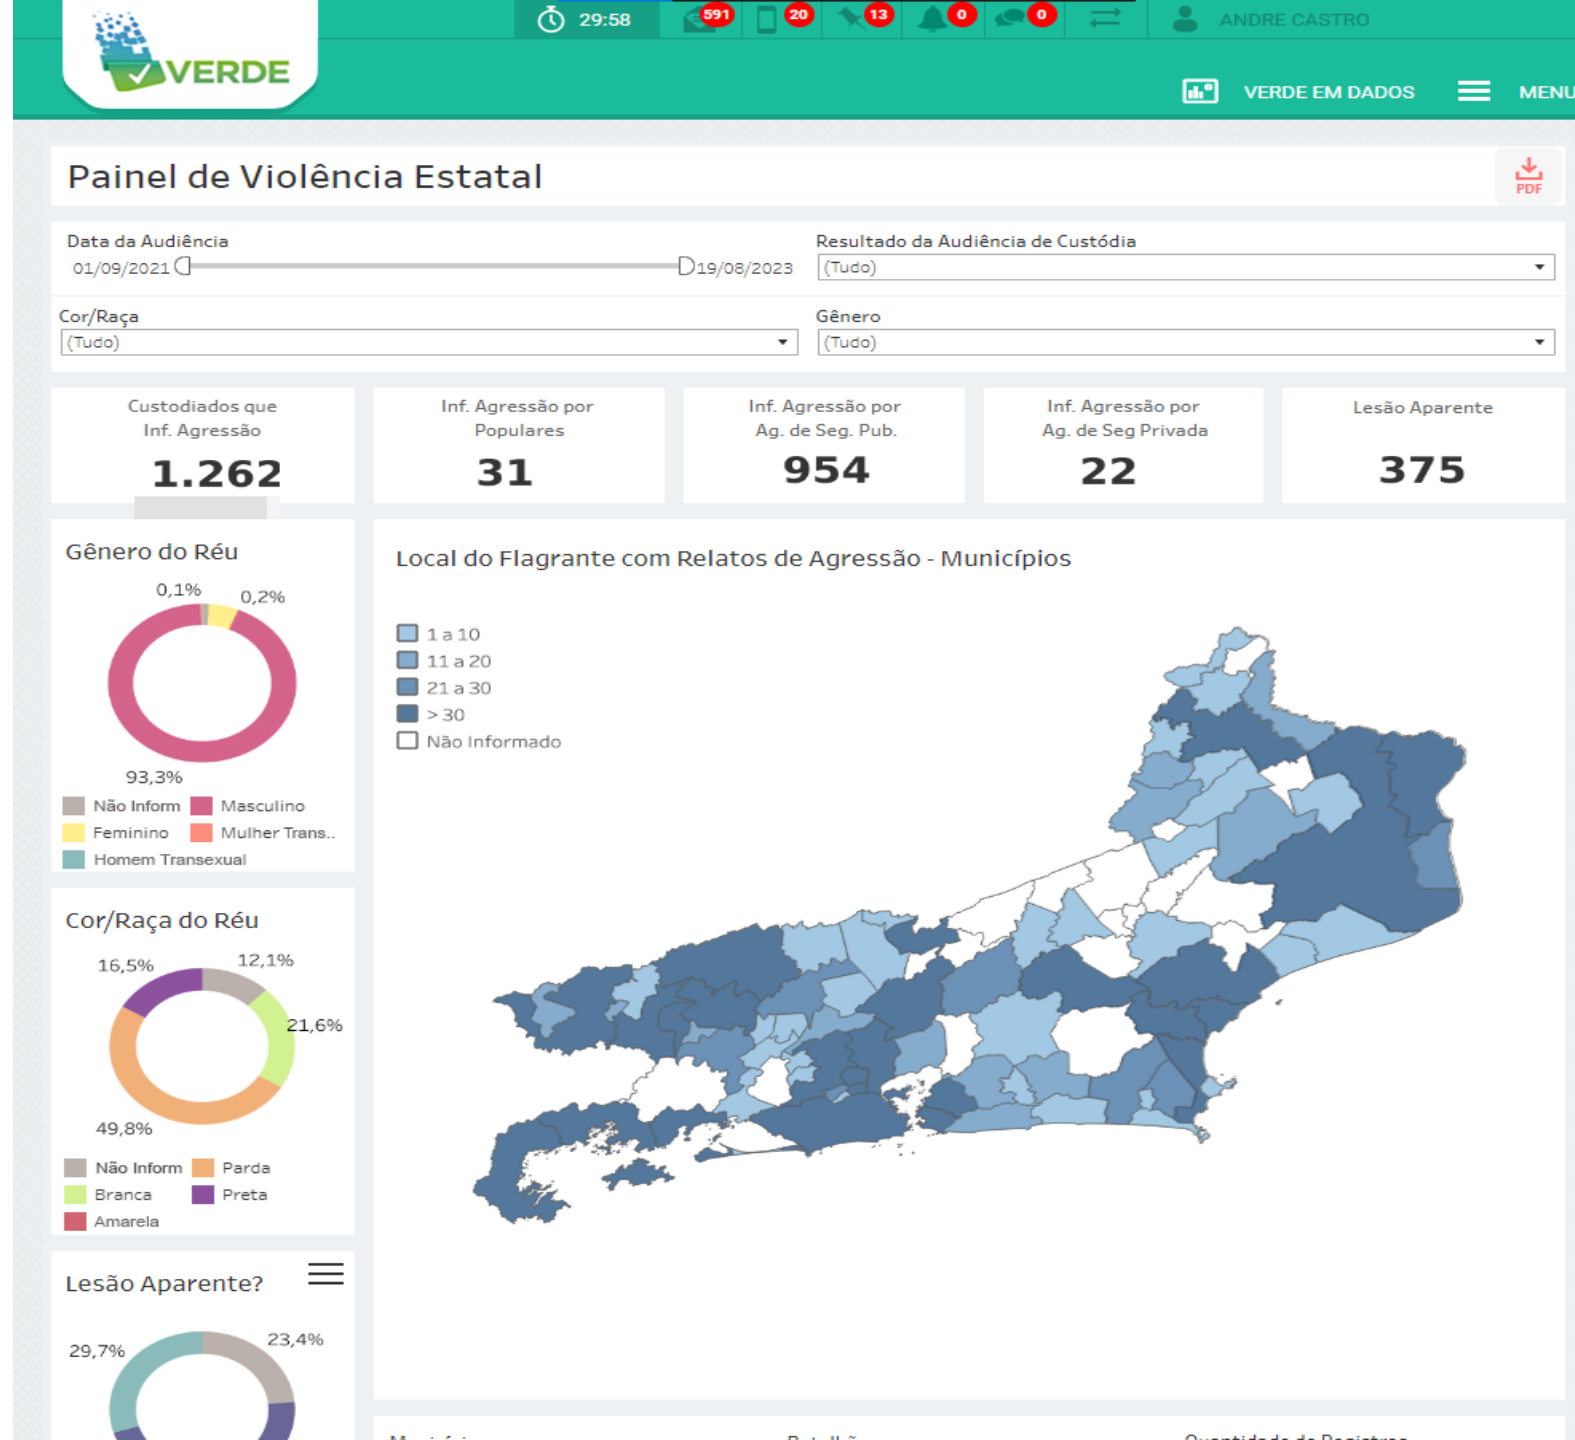 29:58
591
20
13
0
0
ANDRE CASTRO
VERDE
VERDE EM DADOS
MENU
Painel de Violência Estatal
PDF
Data da Audiência
01/09/2021
19/08/2023
Resultado da Audiência de Custódia
(Tudo)
Cor/Raça
(Tudo)
Gênero
(Tudo)
Custodiados que
Inf. Agressão
1.262
Inf. Agressão por
Populares
31
Inf. Agressão por
Ag. de Seg. Pub.
954
Inf. Agressão por
Ag. de Seg Privada
22
Lesão Aparente
375
Gênero do Réu
0,1%
0,2%
93,3%
Não Inform
Masculino
Feminino
Mulher Trans..
Homem Transexual
Local do Flagrante com Relatos de Agressão - Municípios
1 a 10
11 a 20
21 a 30
> 30
Não Informado
Cor/Raça do Réu
16,5%
12,1%
21,6%
49,8%
Não Inform
Parda
Branca
Preta
Amarela
Lesão Aparente?
29,7%
23,4%